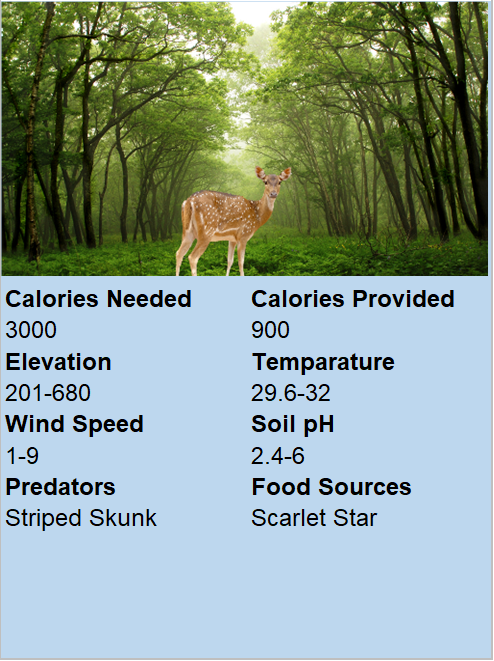 Calories Needed Calories Provided
3000 900
Elevation Temparature
201-680 29.6-32
Wind Speed Soil pH
1-9 2.4-6
Predators Food Sources
Striped Skunk Scarlet Star